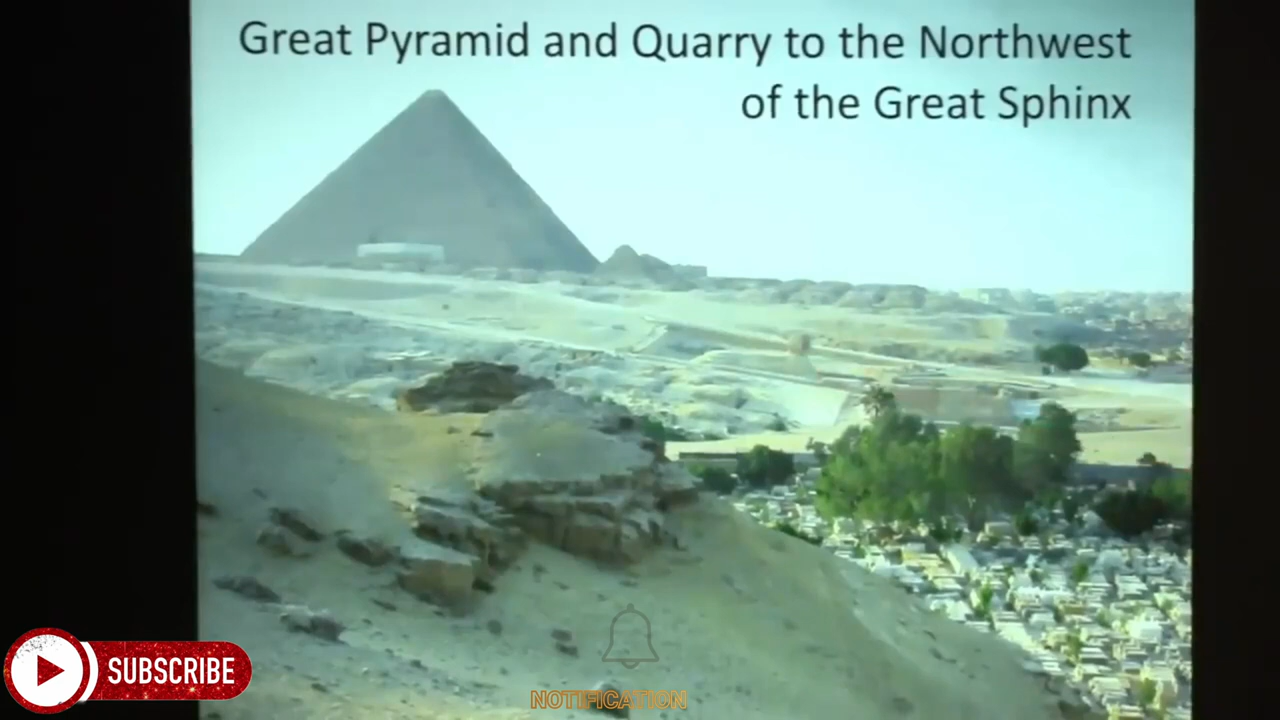 Great Pyramid and Quarry to the Northwest
of the Great Sphinx
SUBSCRIBE
NOTIFICATION